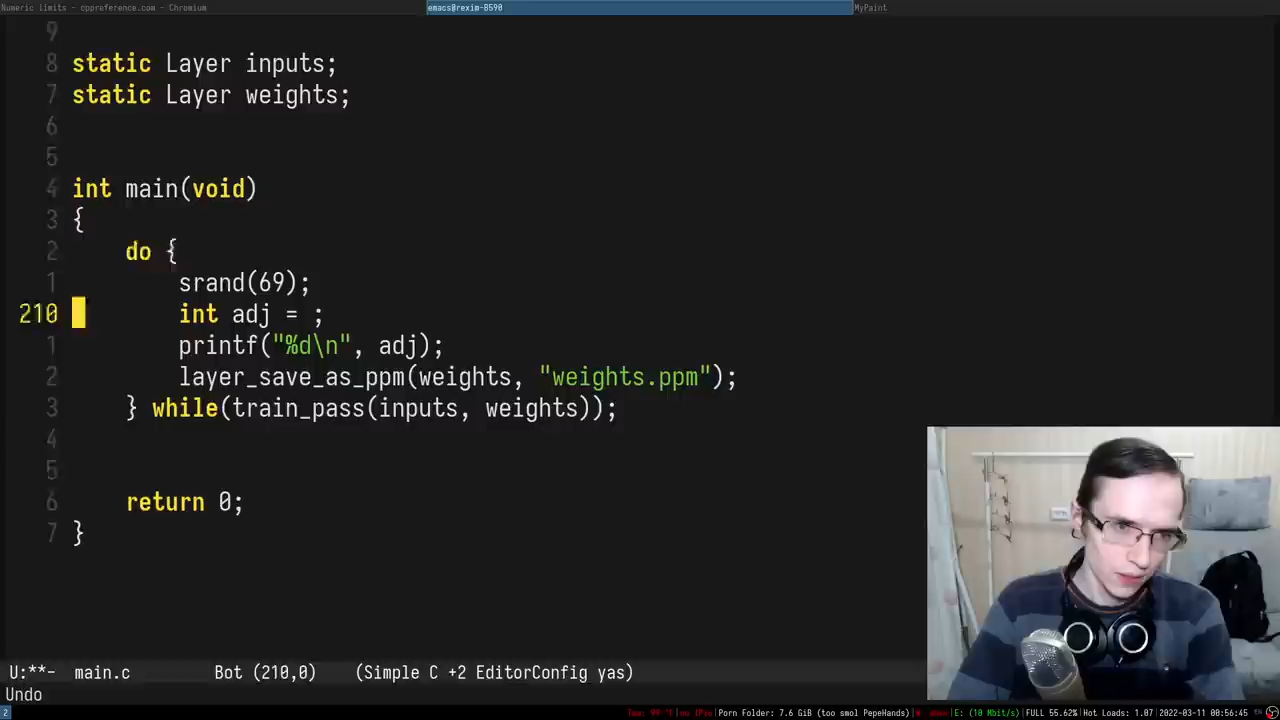 Numeric limits - cppreference.com - Chromium
emacs@rexim-B590
MyPaint
9
8 static Layer inputs;
7 static Layer weights;
6
5
4 int main(void)
3 {
2 do {
1 srand(69);
210 int adj = ;
1 printf("%d\n", adj);
2 layer_save_as_ppm(weights, "weights.ppm");
3 } while(train_pass(inputs, weights));
4
5
6 return 0;
7 }
U:**- main.c Bot (210,0) (Simple C +2 EditorConfig yas)
Undo
2 Porn Folder: 7.6 GiB (too smol PepeHands) E: (10 Mbit/s) FULL 55.62% Hot Loads: 1.07 2022-03-11 00:56:45